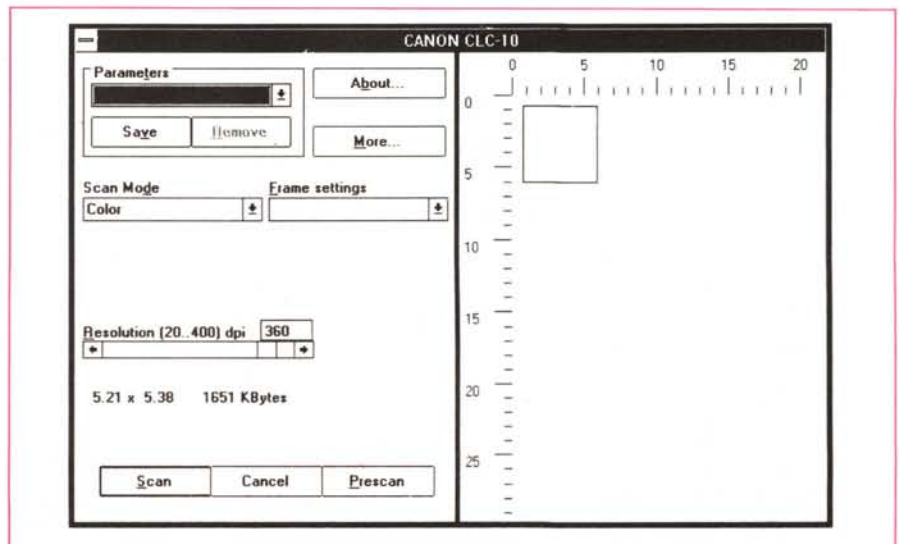 CANON CLC-10
Parameters
Save Remove
About...
More...
Scan Mode Frame settings
Color
Resolution (20..400) dpi 360
5.21 x 5.38 1651 KBytes
Scan Cancel Prescan
0 5 10 15 20
0
5
10
15
20
25